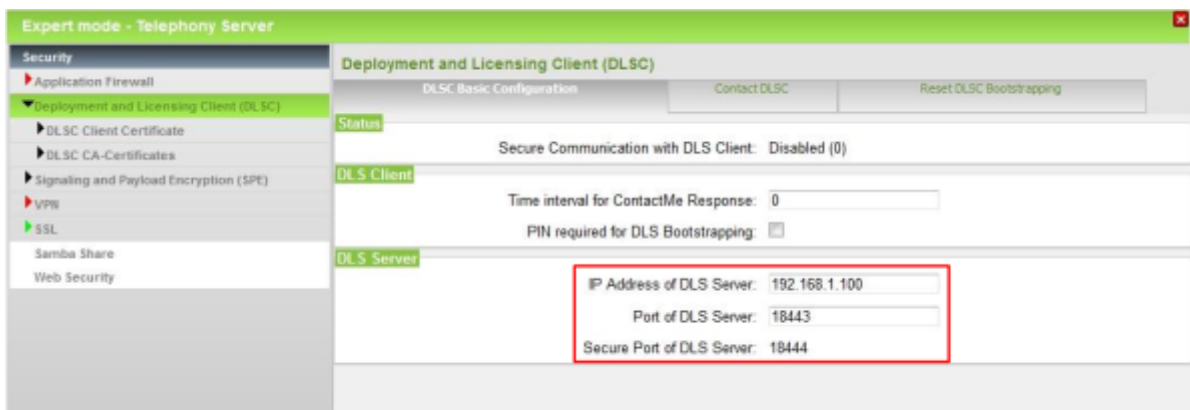 Expert mode - Telephony Server
Security
Application Firewall
Deployment and Licensing Client (DLSC)
DLSC Client Certificate
DLSC CA-Certificates
Signaling and Payload Encryption (SPE)
VPN
SSL
Samba Share
Web Security
Deployment and Licensing Client (DLSC)
DLSC Basic Configuration Contact DLSC Reset DLSC Bootstrapping
Status
Secure Communication with DLS Client: Disabled (0)
DLS Client
Time interval for ContactMe Response: 0
PIN required for DLS Bootstrapping:
DLS Server
IP Address of DLS Server: 192.168.1.100
Port of DLS Server: 18443
Secure Port of DLS Server: 18444